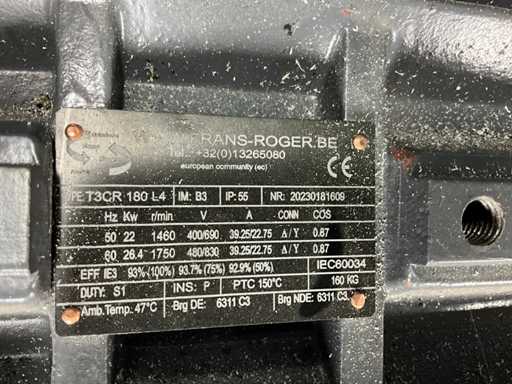 TRANS-ROGER.BE
Tel: +32(0)13265080
european community (ec)
CE
T3CR 180 L4 IM: B3 IP: 55 NR: 20230181609
Hz Kw r/min V A CONN COS
50 22 1460 400/690 39.25/22.75 Δ/Y 0.87
60 26.4 1750 480/830 39.25/22.75 Δ/Y 0.87
EFF IE3 93%(100%) 93.7% (75%) 92.9% (50%) IEC60034
DUTY: S1 INS: P PTC 150°C 160 KG
Amb.Temp. 47°C Brg DE: 6311 C3 Brg NDE: 6311 C3